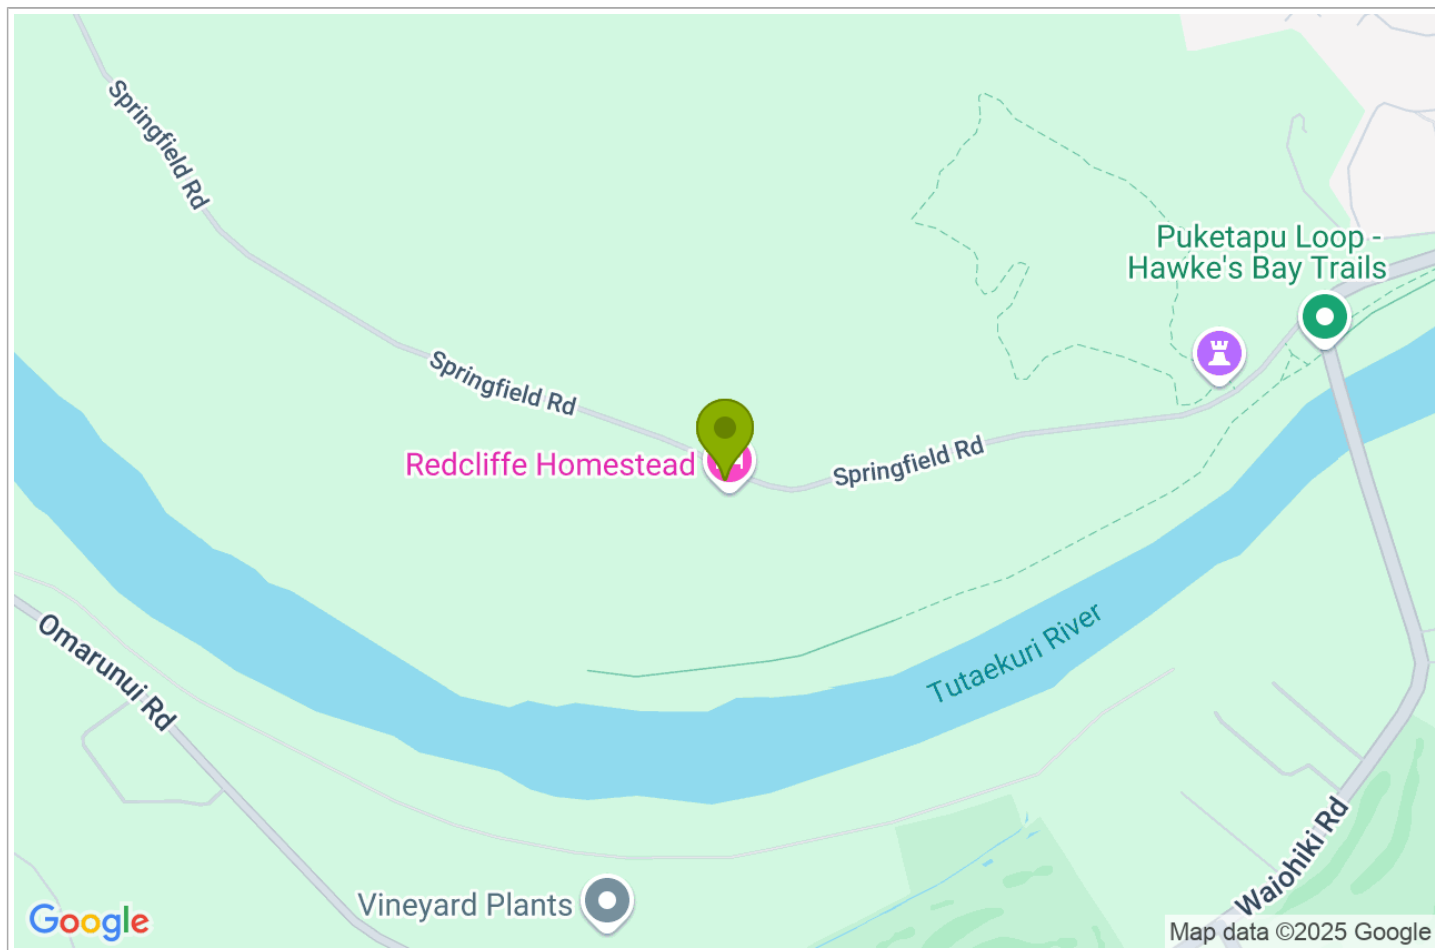 Springfield Rd
Puketapu Loop -
Hawke's Bay Trails
Springfield Rd
Redcliffe Homestead
Springfield Rd
Omarunui Rd
Tutaekuri River
Waiohiki Rd
Vineyard Plants
Google
Map data ©2025 Google